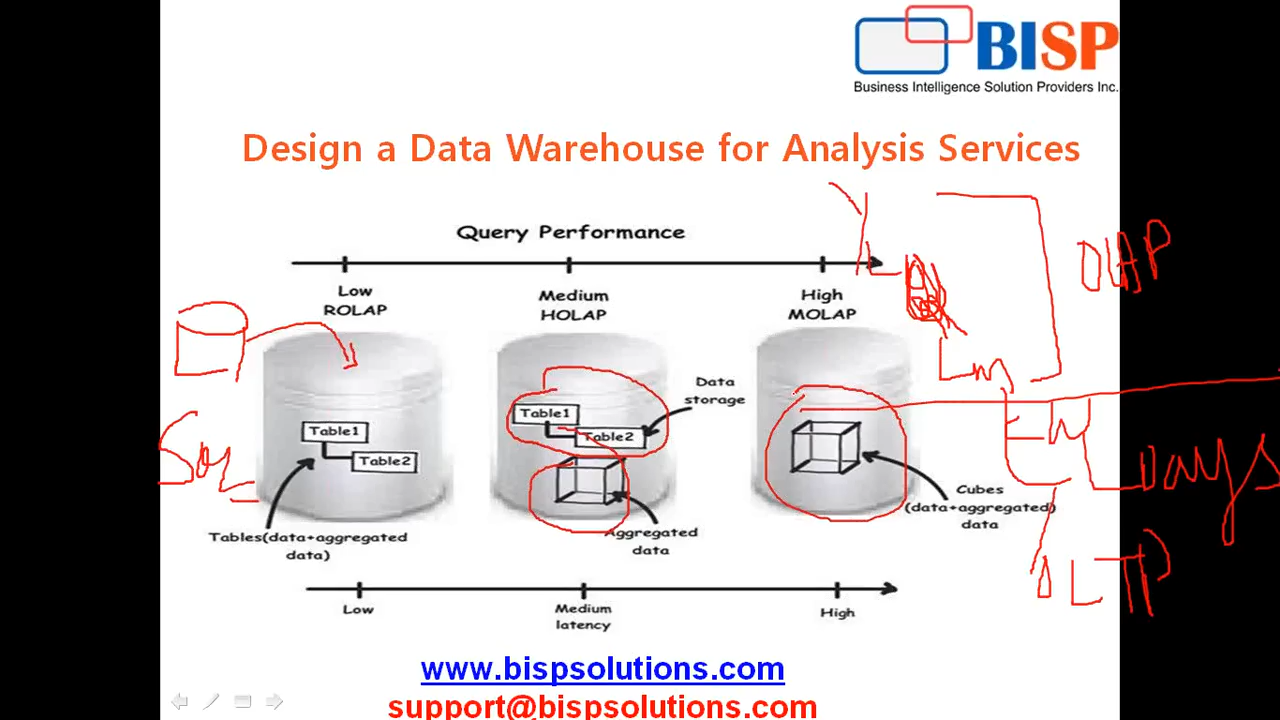 BISP
Business Intelligence Solution Providers Inc.
Design a Data Warehouse for Analysis Services
Query Performance
Low
ROLAP
Medium
HOLAP
High
MOLAP
OLAP
Table1
Table2
Tables(data+aggregated
data)
Table1
Table2
Data
storage
Aggregated
data
Cubes
(data+aggregated)
data
Days
OLTP
Low
Medium
latency
High
www.bispsolutions.com
support@bispsolutions.com